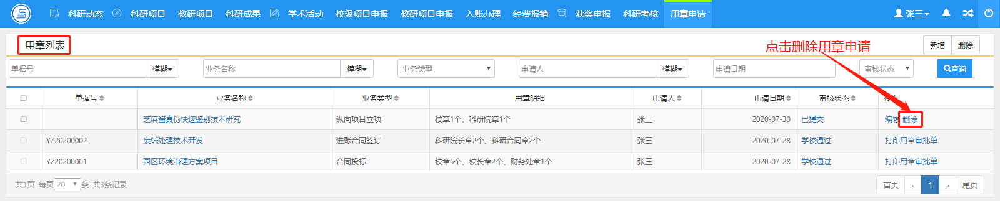 科研动态 科研项目 教研项目 科研成果 学术活动 校级项目申报 教研项目申报 入账办理 经费报销 获奖申报 科研考核 用章申请 张三
用章列表 点击删除用章申请 新增 删除
单据号 模糊 业务名称 模糊 业务类型 申请人 模糊 申请日期 审核状态 查询
单据号 业务名称 业务类型 用章明细 申请人 申请日期 审核状态 操作
芝麻酱真伪快速鉴别技术研究 纵向项目立项 校章1个、科研院章1个 张三 2020-07-30 已提交 编辑 删除
YZ20200002 废纸处理技术开发 进账合同签订 科研院长章2个、科研合同章2个 张三 2020-07-28 学校通过 打印用章审批单
YZ20200001 园区环境治理方案项目 合同投标 校章5个、校长章2个、财务处章1个 张三 2020-07-28 学校通过 打印用章审批单
共1页 每页 20 条 共3条记录 首页 « 1 » 尾页